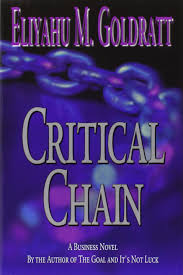 ELIYAHU M. GOLDRATT
CRITICAL
CHAIN
A BUSINESS NOVEL
BY THE AUTHOR OF THE GOAL AND IT'S NOT LUCK